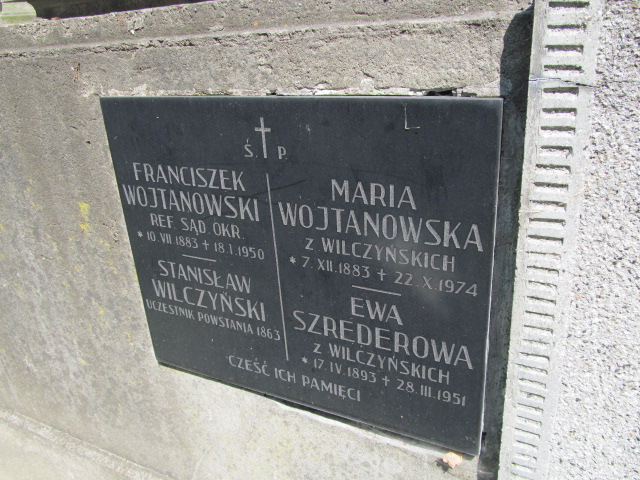 Ś. P.
FRANCISZEK
WOJTANOWSKI
REF. SĄD. OKR.
* 10.VII.1883 + 18.I.1950
STANISŁAW
WILCZYŃSKI
UCZESTNIK POWSTANIA 1863
MARIA
WOJTANOWSKA
Z WILCZYŃSKICH
* 7.XII.1883 + 22.X.1974
EWA
SZREDEROWA
Z WILCZYŃSKICH
* 17.IV.1893 + 28.III.1951
CZEŚĆ ICH PAMIĘCI